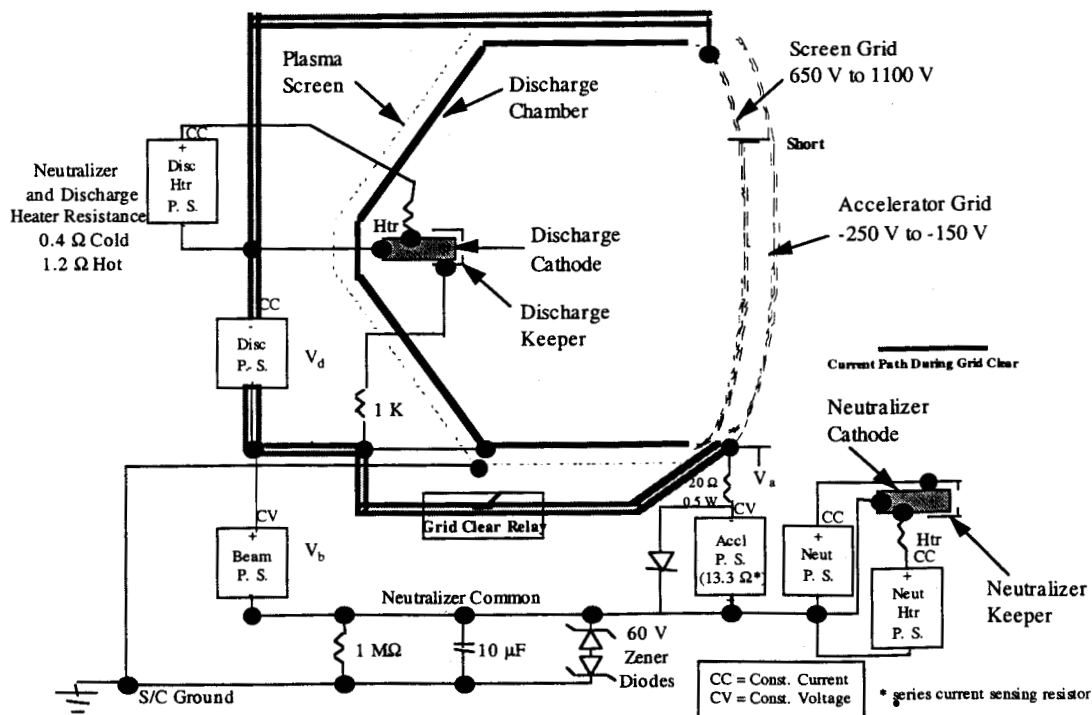 Plasma
Screen
Discharge
Chamber
Screen Grid
650 V to 1100 V
Short
CC
+
Disc
Htr
P. S.
Neutralizer
and Discharge
Heater Resistance
0.4 Ω Cold
1.2 Ω Hot
Htr
Discharge
Cathode
Accelerator Grid
-250 V to -150 V
Discharge
Keeper
CC
-
Disc
P. S.
+
V_d
1 K
Current Path During Grid Clear
Neutralizer
Cathode
V_a
20 Ω
0.5 W
CV
Grid Clear Relay
CV
+
Beam
P. S.
V_b
Accl
P. S.
(13.3 Ω*)
CC
+
Neut
P. S.
Htr
CC
+
Neut
Htr
P. S.
Neutralizer
Keeper
Neutralizer Common
1 MΩ
10 µF
60 V
Zener
Diodes
S/C Ground
CC = Const. Current
CV = Const. Voltage
* series current sensing resistor